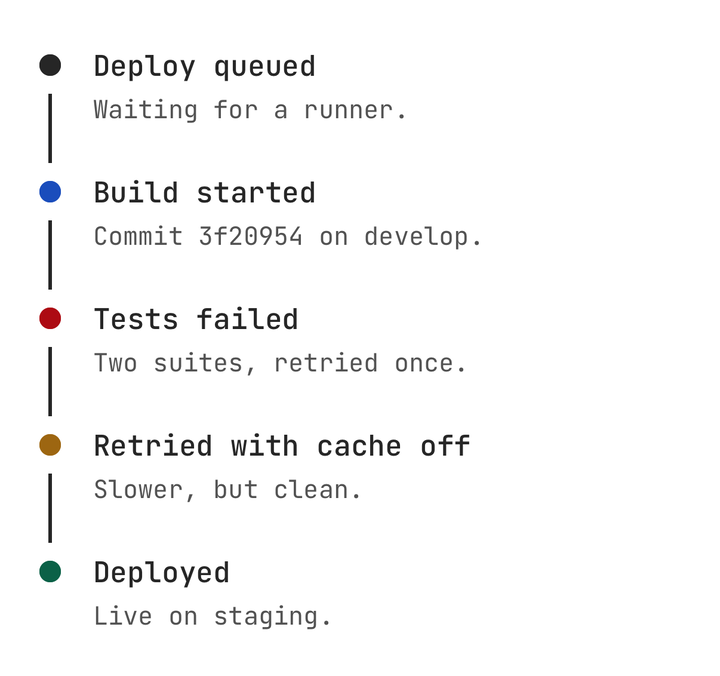 Deploy queued
Waiting for a runner.
Build started
Commit 3f20954 on develop.
Tests failed
Two suites, retried once.
Retried with cache off
Slower, but clean.
Deployed
Live on staging.